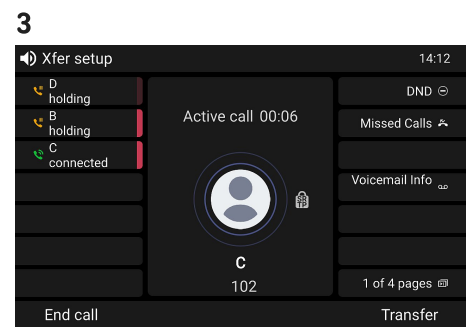 3
Xfer setup 14:12
D
holding
B
holding
C
connected
Active call 00:06
SRTP
C
102
DND
Missed Calls
Voicemail Info
1 of 4 pages
End call Transfer